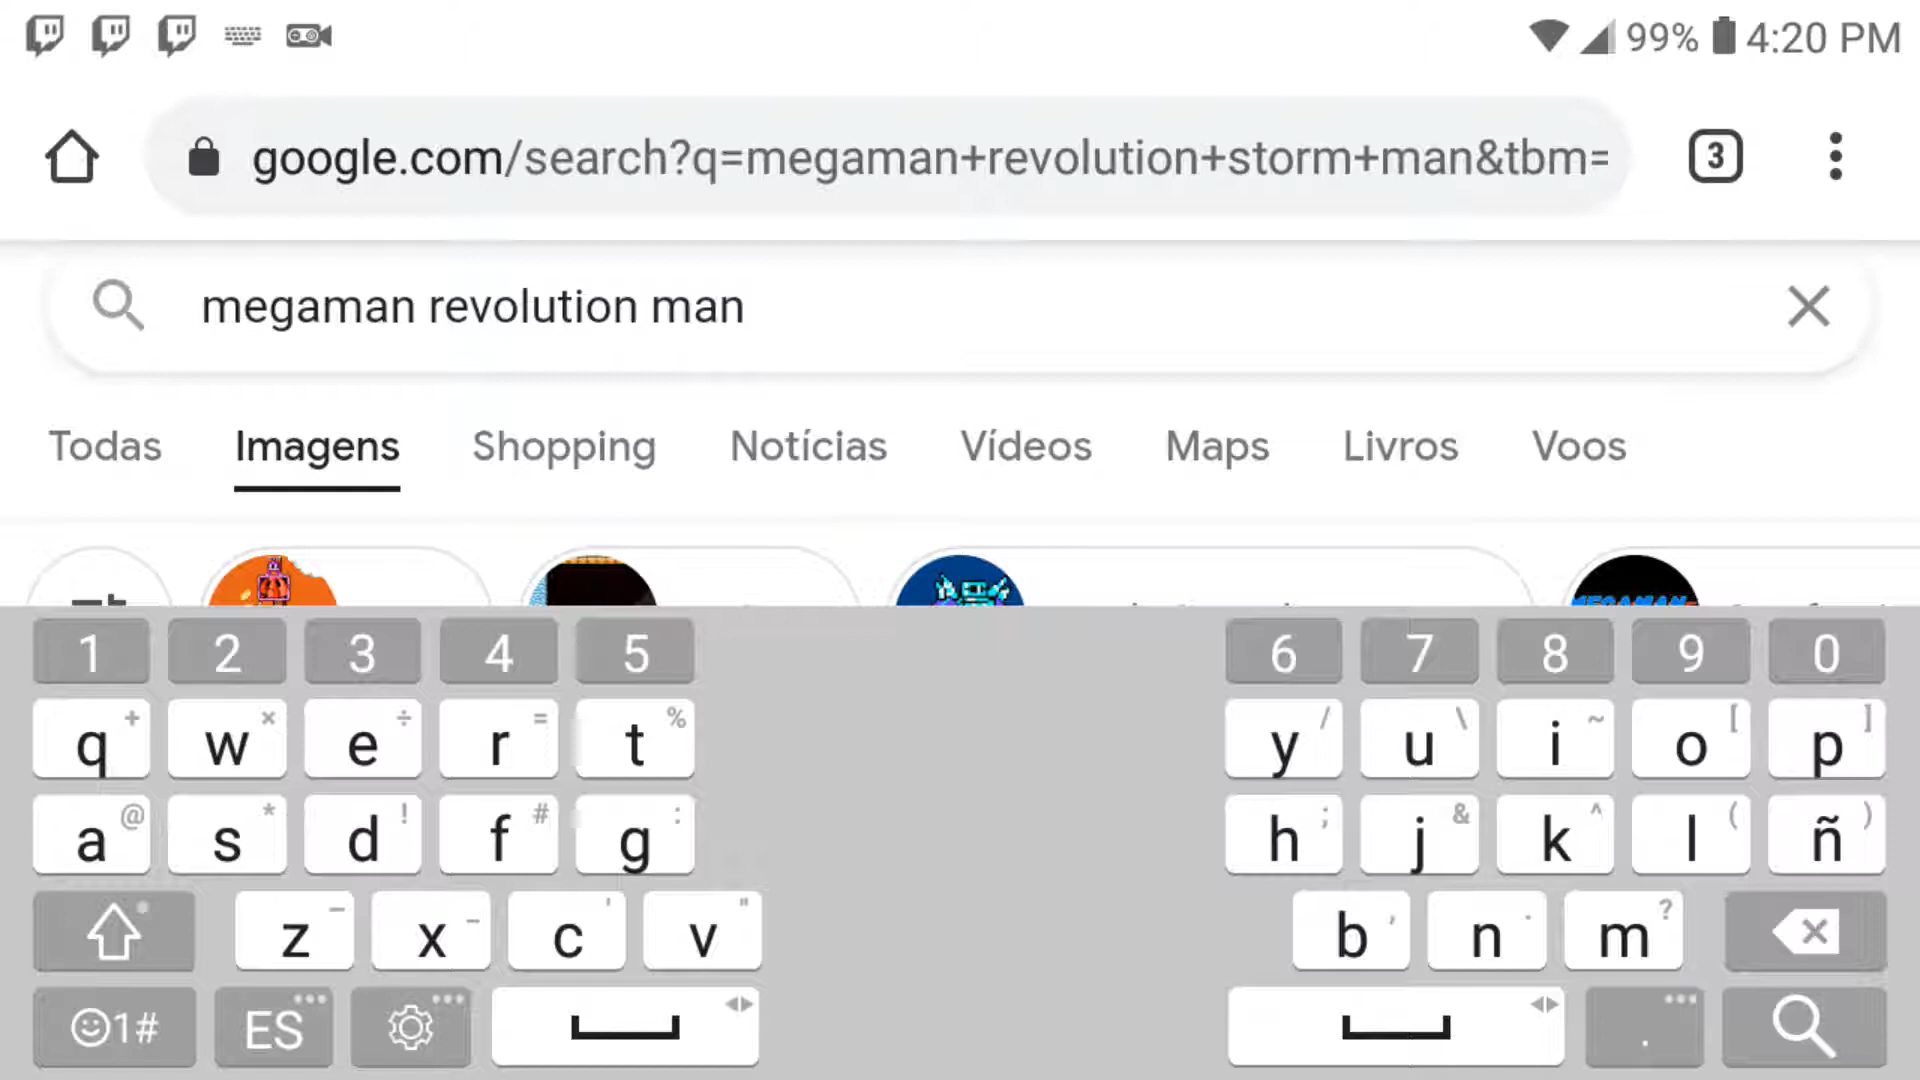 99% 4:20 PM
google.com/search?q=megaman+revolution+storm+man&tbm=
3
megaman revolution man
Todas Imagens Shopping Notícias Vídeos Maps Livros Voos
1 2 3 4 5 6 7 8 9 0
q + w × e ÷ r = t % y / u \ i ~ o [ p ]
a @ s * d ! f # g : h ; j & k ^ l ( ñ )
z – x - c ' v " b , n . m ?
1# ES .